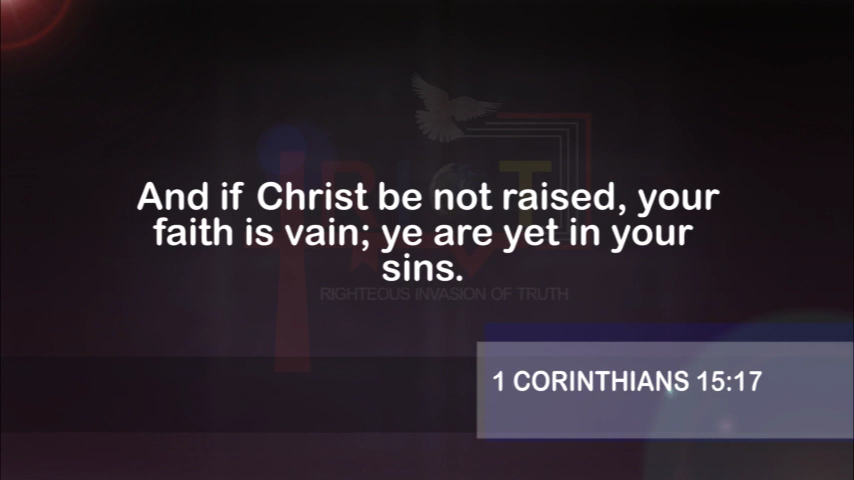 And if Christ be not raised, your
faith is vain; ye are yet in your
sins.
RIOT
RIGHTEOUS INVASION OF TRUTH
1 CORINTHIANS 15:17